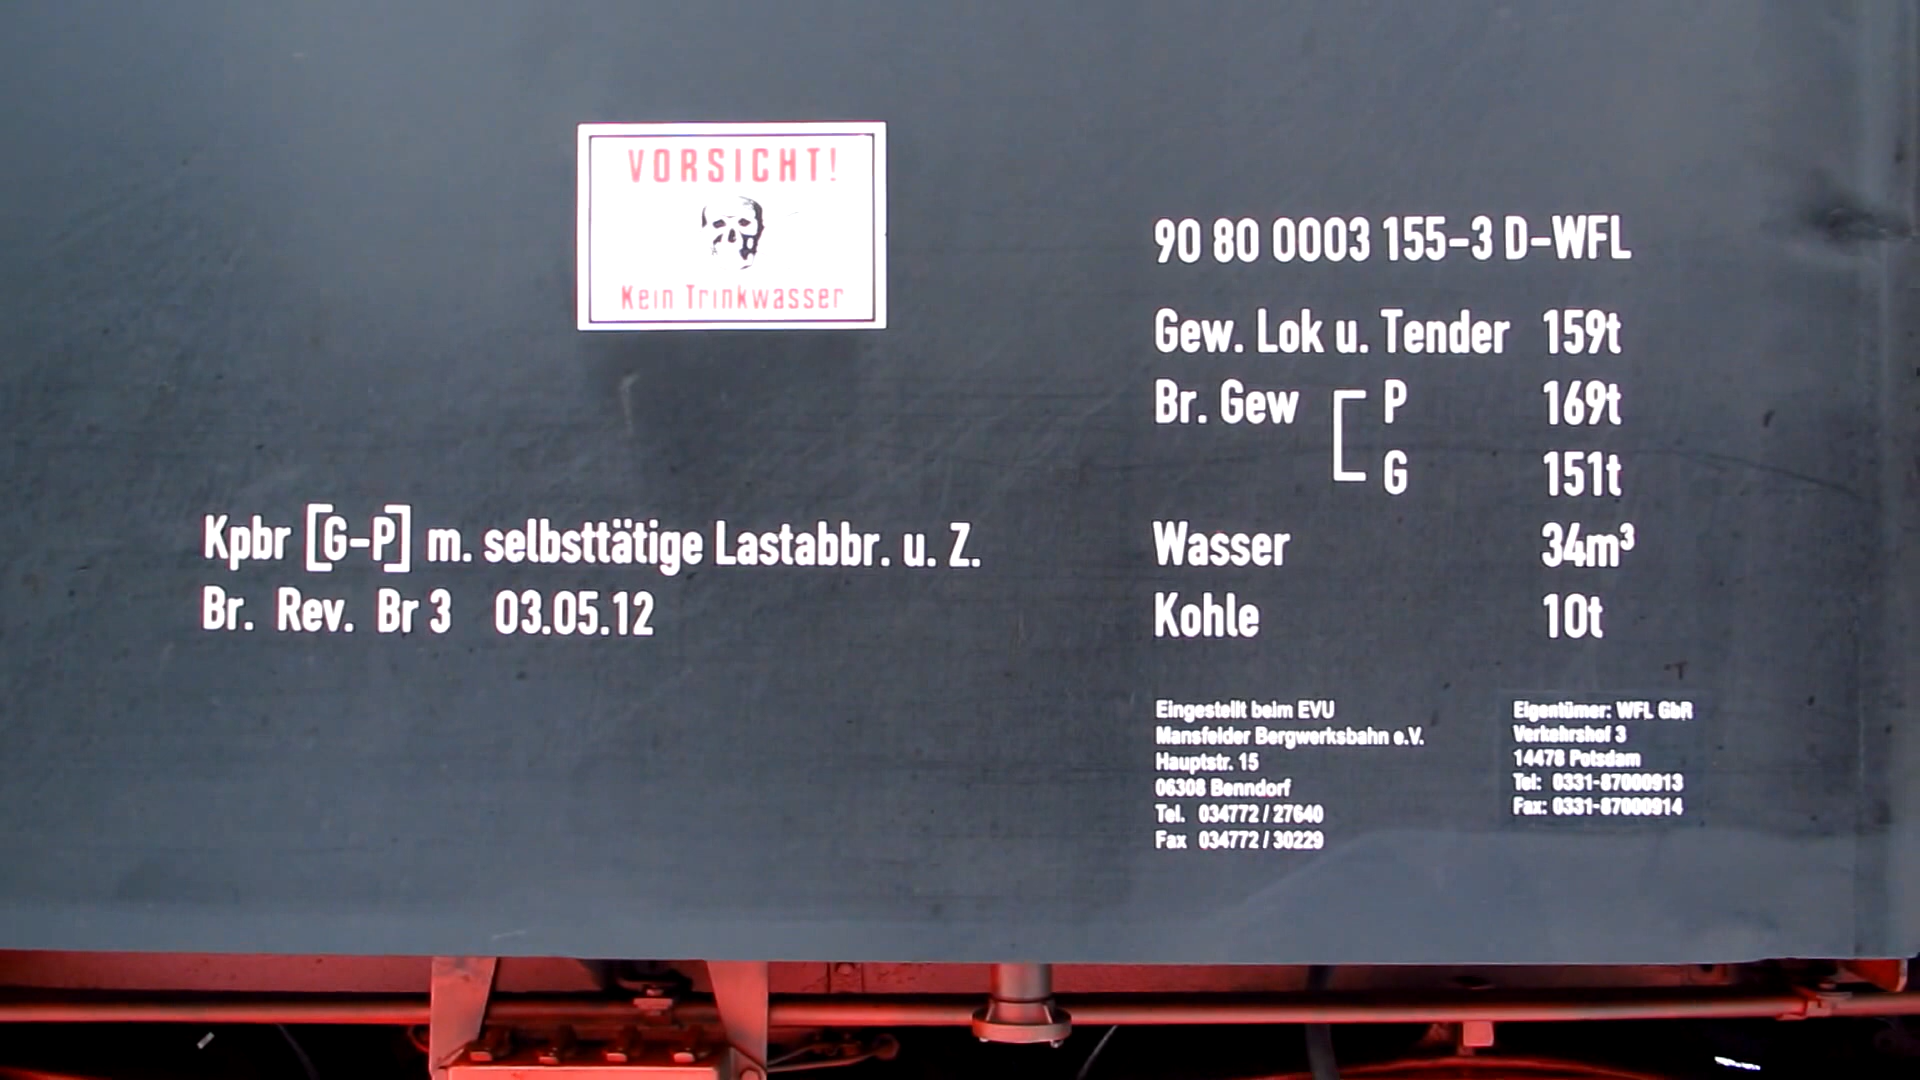 VORSICHT!
Kein Trinkwasser
Kpbr [G-P] m. selbsttätige Lastabbr. u. Z.
Br. Rev. Br 3 03.05.12
90 80 0003 155-3 D-WFL
Gew. Lok u. Tender 159t
Br. Gew [ P 169t
G 151t
Wasser 34m³
Kohle 10t
Eingestellt beim EVU
Mansfelder Bergwerksbahn e.V.
Hauptstr. 15
06308 Benndorf
Tel. 034772 / 27640
Fax 034772 / 30229
Eigentümer: WFL GbR
Verkehrshof 3
14478 Potsdam
Tel: 0331-87000913
Fax: 0331-87000914